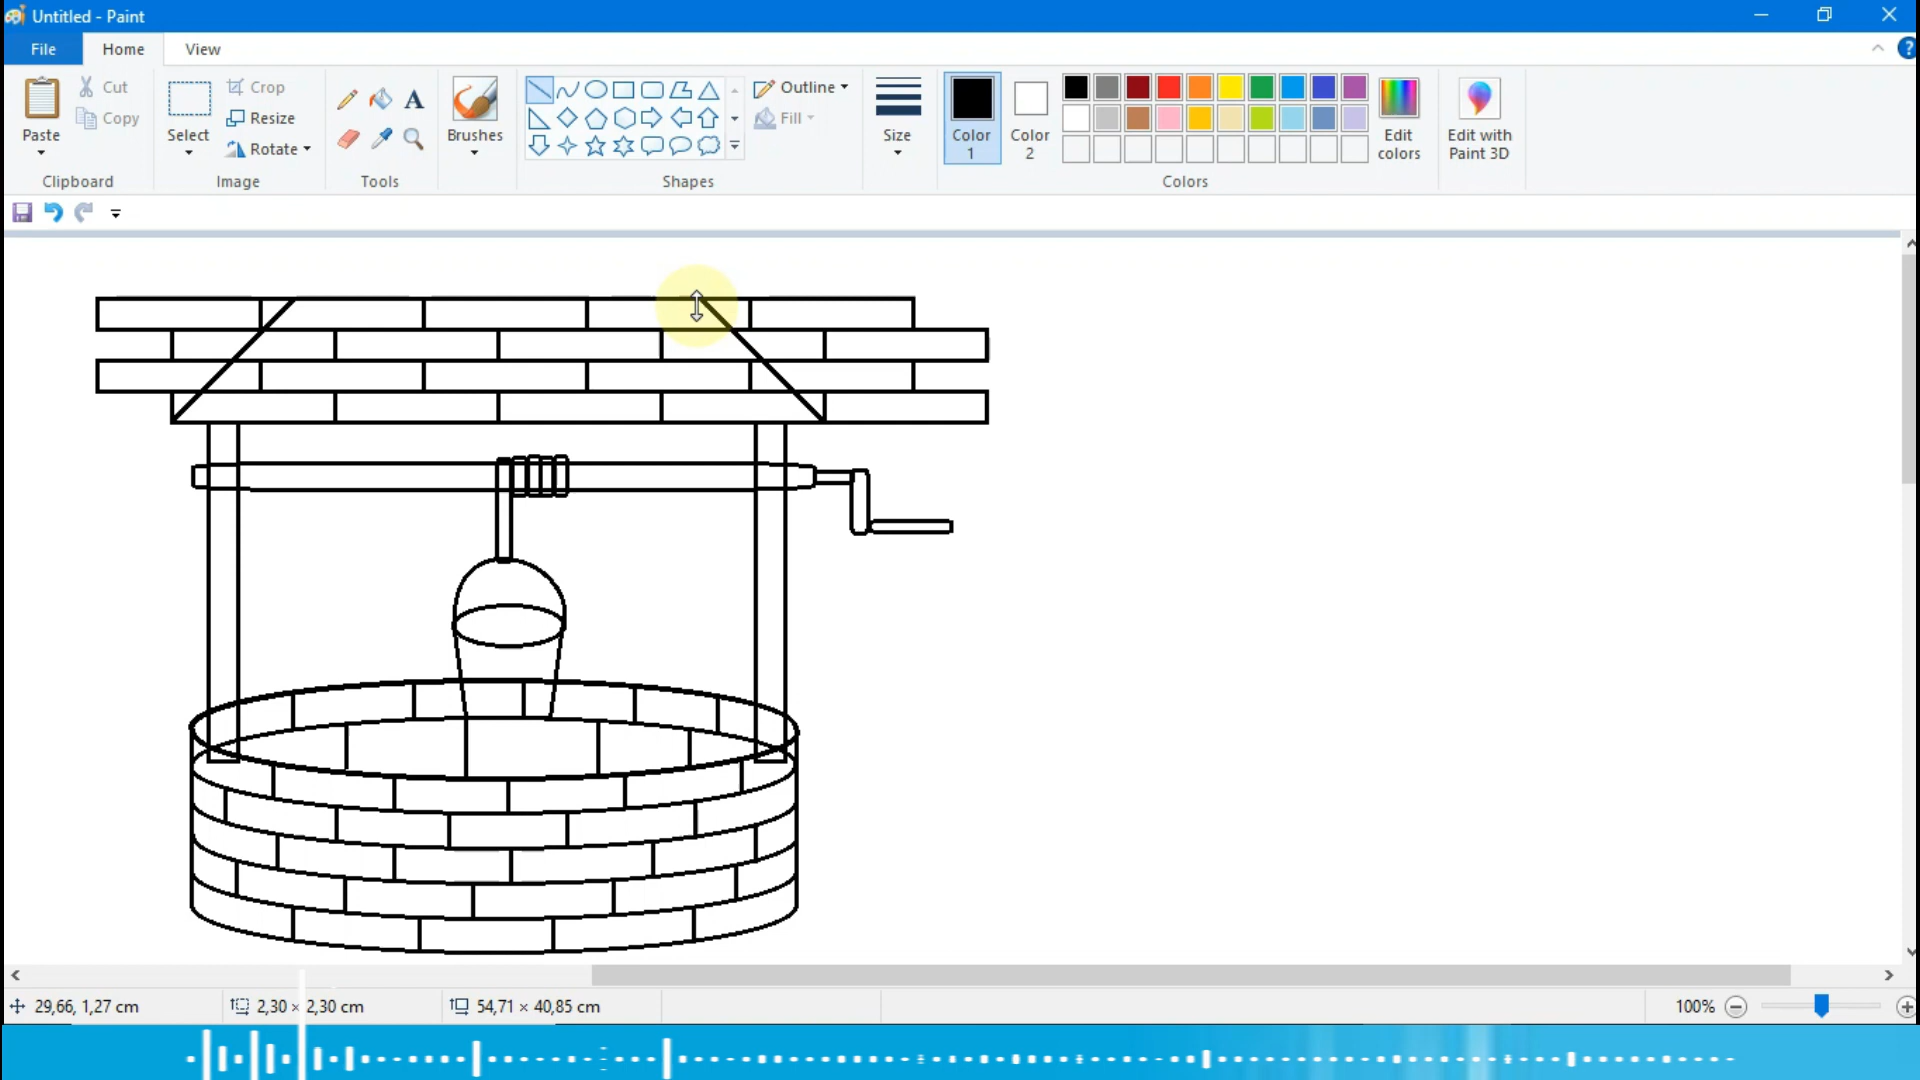 Untitled - Paint
File Home View
Paste
Cut
Copy
Clipboard
Select
Crop
Resize
Rotate
Image
A
Tools
Brushes
Shapes
Outline
Fill
Size
Color 1
Color 2
Edit colors
Colors
Edit with Paint 3D
?
29,66, 1,27 cm
2,30 × 2,30 cm
54,71 × 40,85 cm
100%